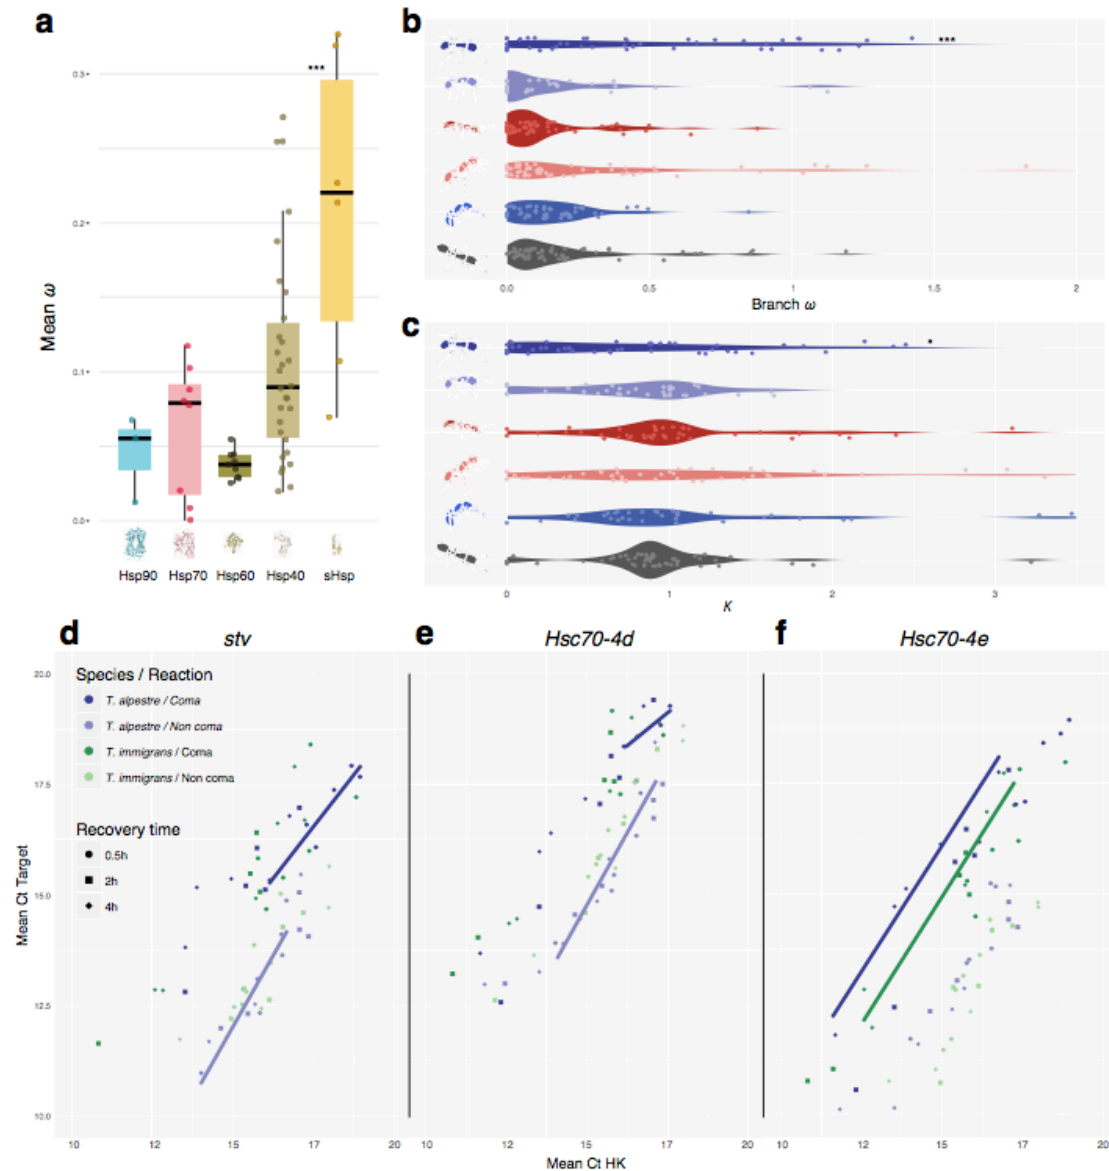 a
***
0.3
0.2
0.1
0.0
Mean ω
Hsp90 Hsp70 Hsp60 Hsp40 sHsp
b
***
0.0 0.5 1 1.5 2
Branch ω
c
*
0 1 2 3
K
d stv
e Hsc70-4d
f Hsc70-4e
Species / Reaction
T. alpestre / Coma
T. alpestre / Non coma
T. immigrans / Coma
T. immigrans / Non coma
Recovery time
0.5h
2h
4h
20.0
17.5
15.0
12.5
10.0
Mean Ct Target
10 12 15 17 20 10 12 15 17 20 10 12 15 17 20
Mean Ct HK